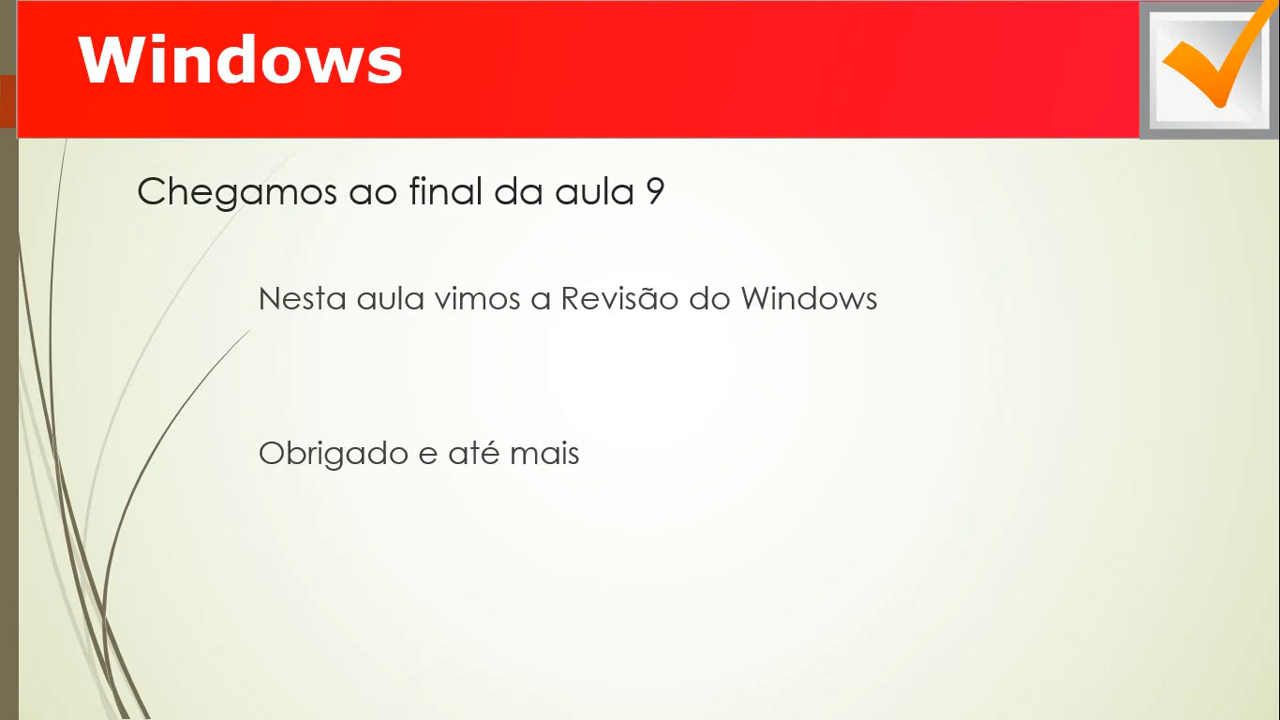 Windows
Chegamos ao final da aula 9
Nesta aula vimos a Revisão do Windows
Obrigado e até mais